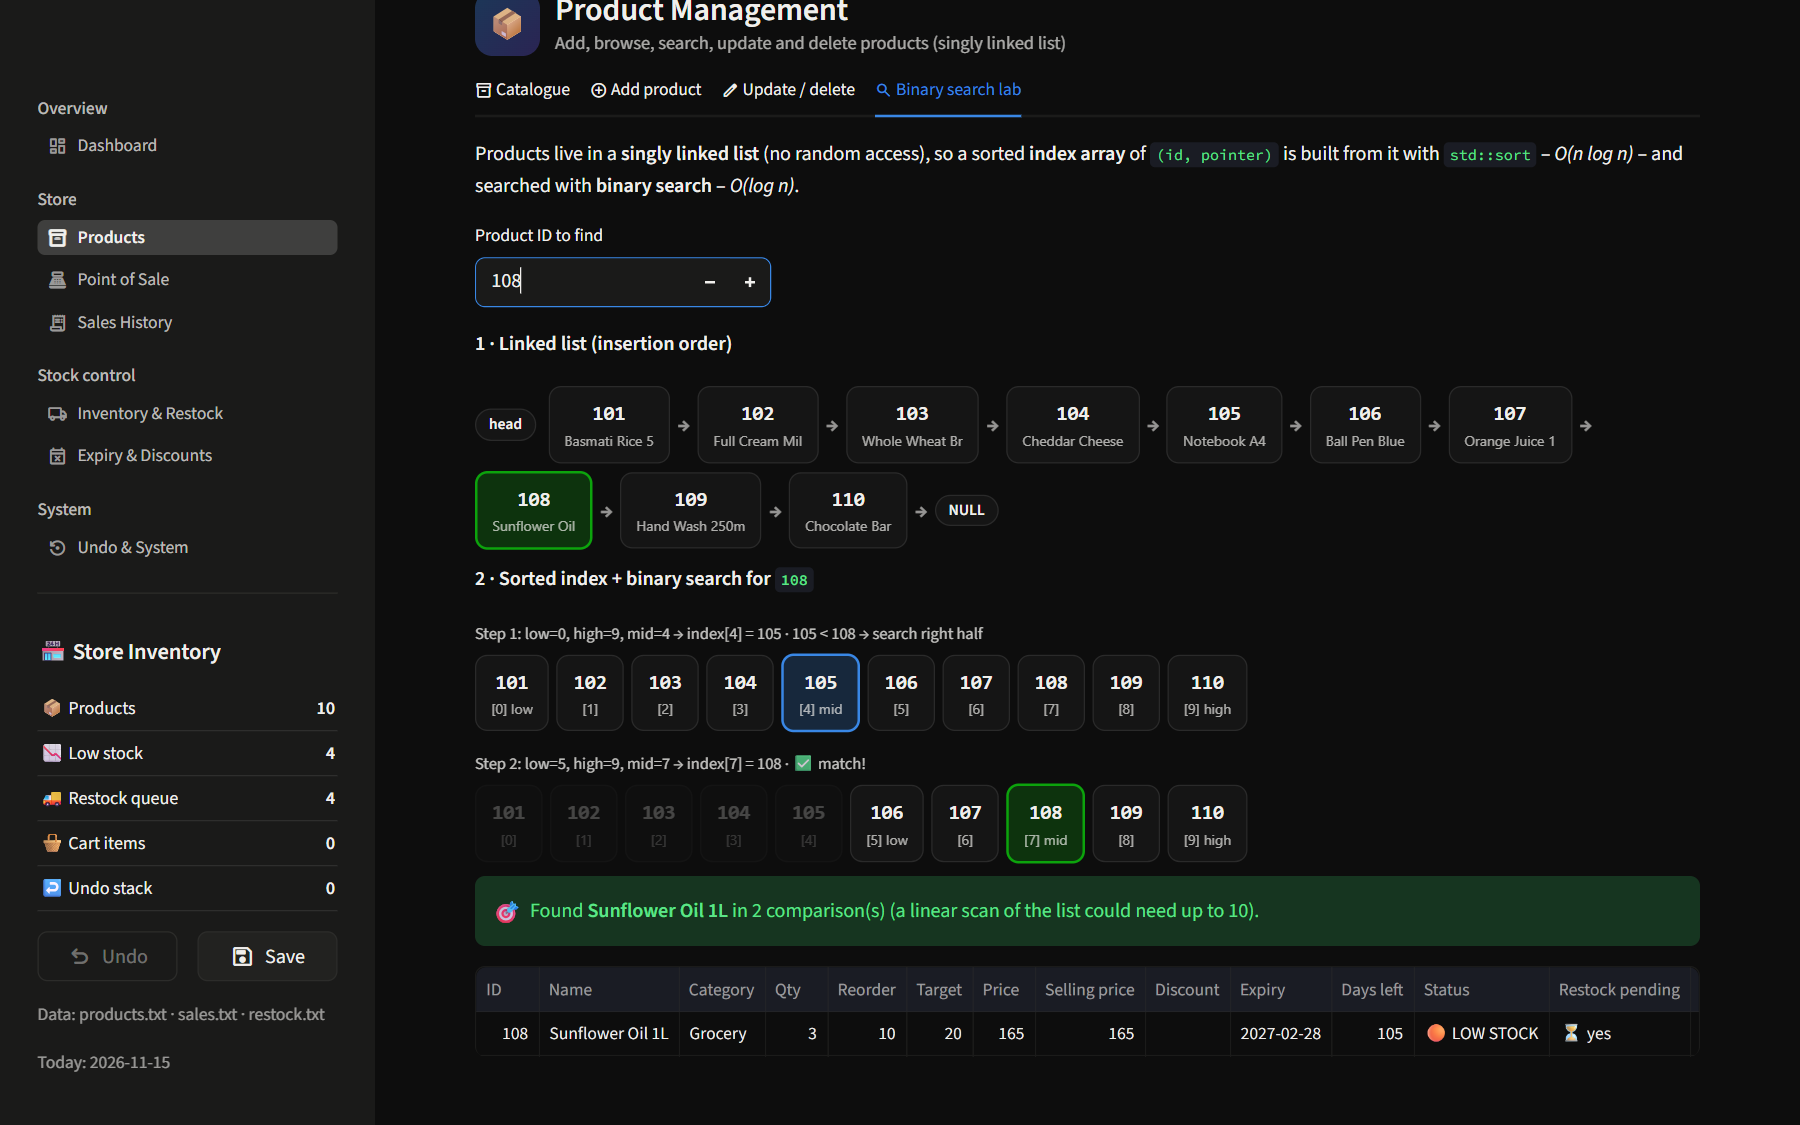 Overview
Dashboard
Store
Products
Point of Sale
Sales History
Stock control
Inventory & Restock
Expiry & Discounts
System
Undo & System
Store Inventory
Products 10
Low stock 4
Restock queue 4
Cart items 0
Undo stack 0
Undo Save
Data: products.txt · sales.txt · restock.txt
Today: 2026-11-15
Product Management
Add, browse, search, update and delete products (singly linked list)
Catalogue Add product Update / delete Binary search lab
Products live in a singly linked list (no random access), so a sorted index array of (id, pointer) is built from it with std::sort – O(n log n) – and
searched with binary search – O(log n).
Product ID to find
108 − +
1 · Linked list (insertion order)
head 101 → 102 → 103 → 104 → 105 → 106 → 107 →
Basmati Rice 5 Full Cream Mil Whole Wheat Br Cheddar Cheese Notebook A4 Ball Pen Blue Orange Juice 1
108 → 109 → 110 → NULL
Sunflower Oil Hand Wash 250m Chocolate Bar
2 · Sorted index + binary search for 108
Step 1: low=0, high=9, mid=4 → index[4] = 105 · 105 < 108 → search right half
101 102 103 104 105 106 107 108 109 110
[0] low [1] [2] [3] [4] mid [5] [6] [7] [8] [9] high
Step 2: low=5, high=9, mid=7 → index[7] = 108 · ✅ match!
101 102 103 104 105 106 107 108 109 110
[0] [1] [2] [3] [4] [5] low [6] [7] mid [8] [9] high
Found Sunflower Oil 1L in 2 comparison(s) (a linear scan of the list could need up to 10).
ID Name Category Qty Reorder Target Price Selling price Discount Expiry Days left Status Restock pending
108 Sunflower Oil 1L Grocery 3 10 20 165 165 2027-02-28 105 LOW STOCK yes